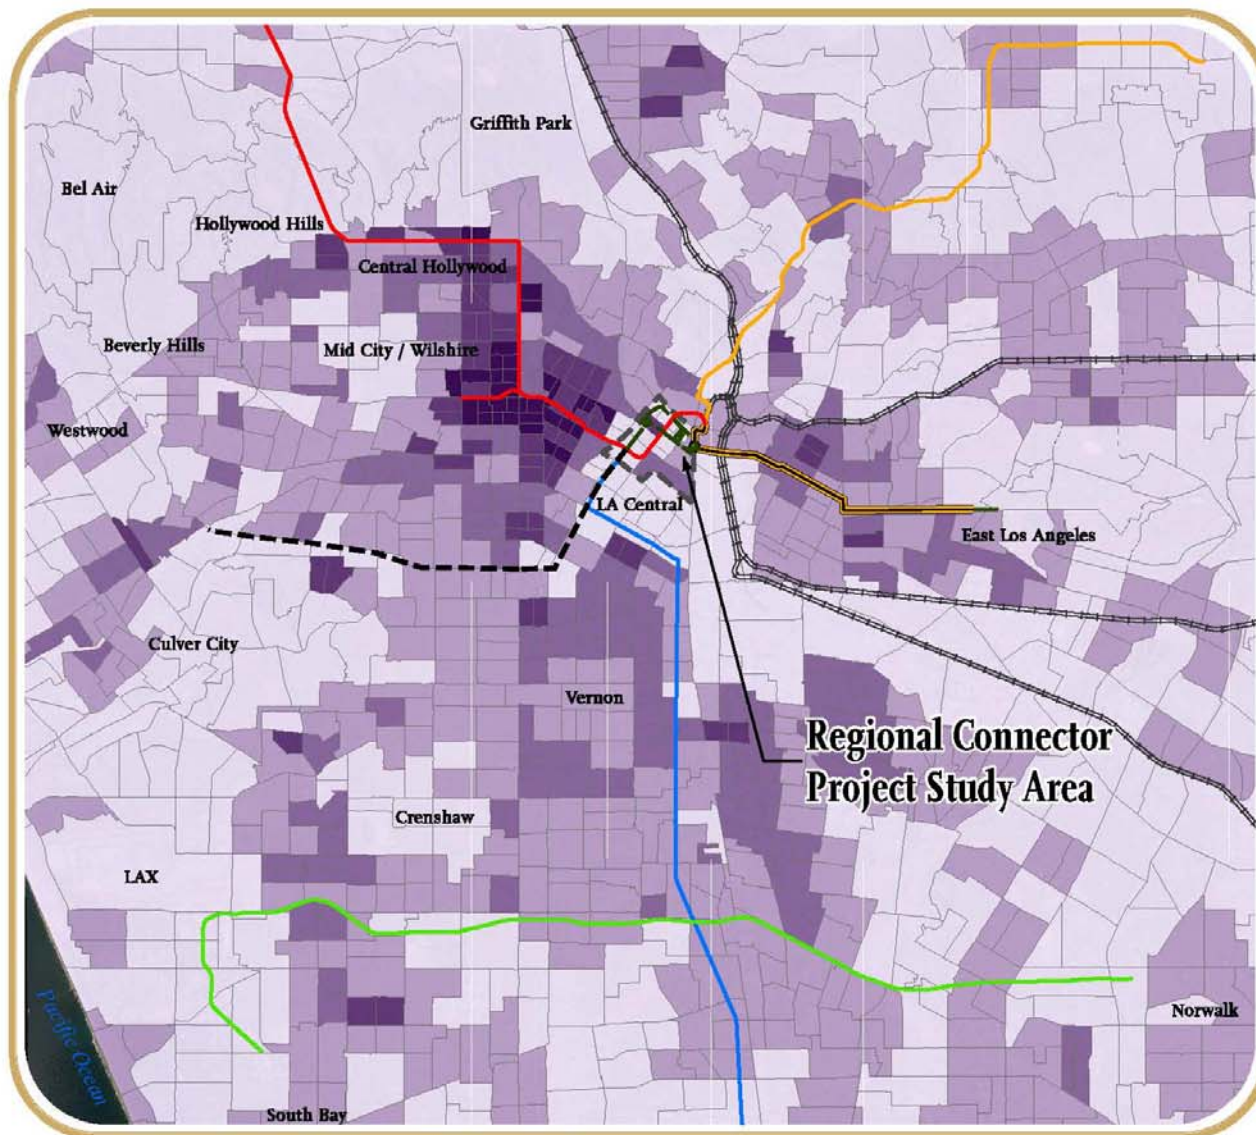 Griffith Park
Bel Air
Hollywood Hills
Central Hollywood
Beverly Hills
Mid City / Wilshire
Westwood
LA Central
East Los Angeles
Culver City
Vernon
Regional Connector
Project Study Area
Crenshaw
LAX
Pacific Ocean
Norwalk
South Bay